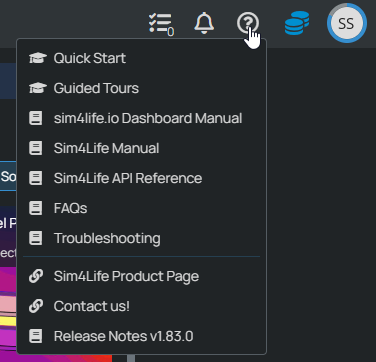 0
SS
Quick Start
Guided Tours
sim4life.io Dashboard Manual
Sim4Life Manual
Sim4Life API Reference
FAQs
Troubleshooting
Sim4Life Product Page
Contact us!
Release Notes v1.83.0
So
el P
ect